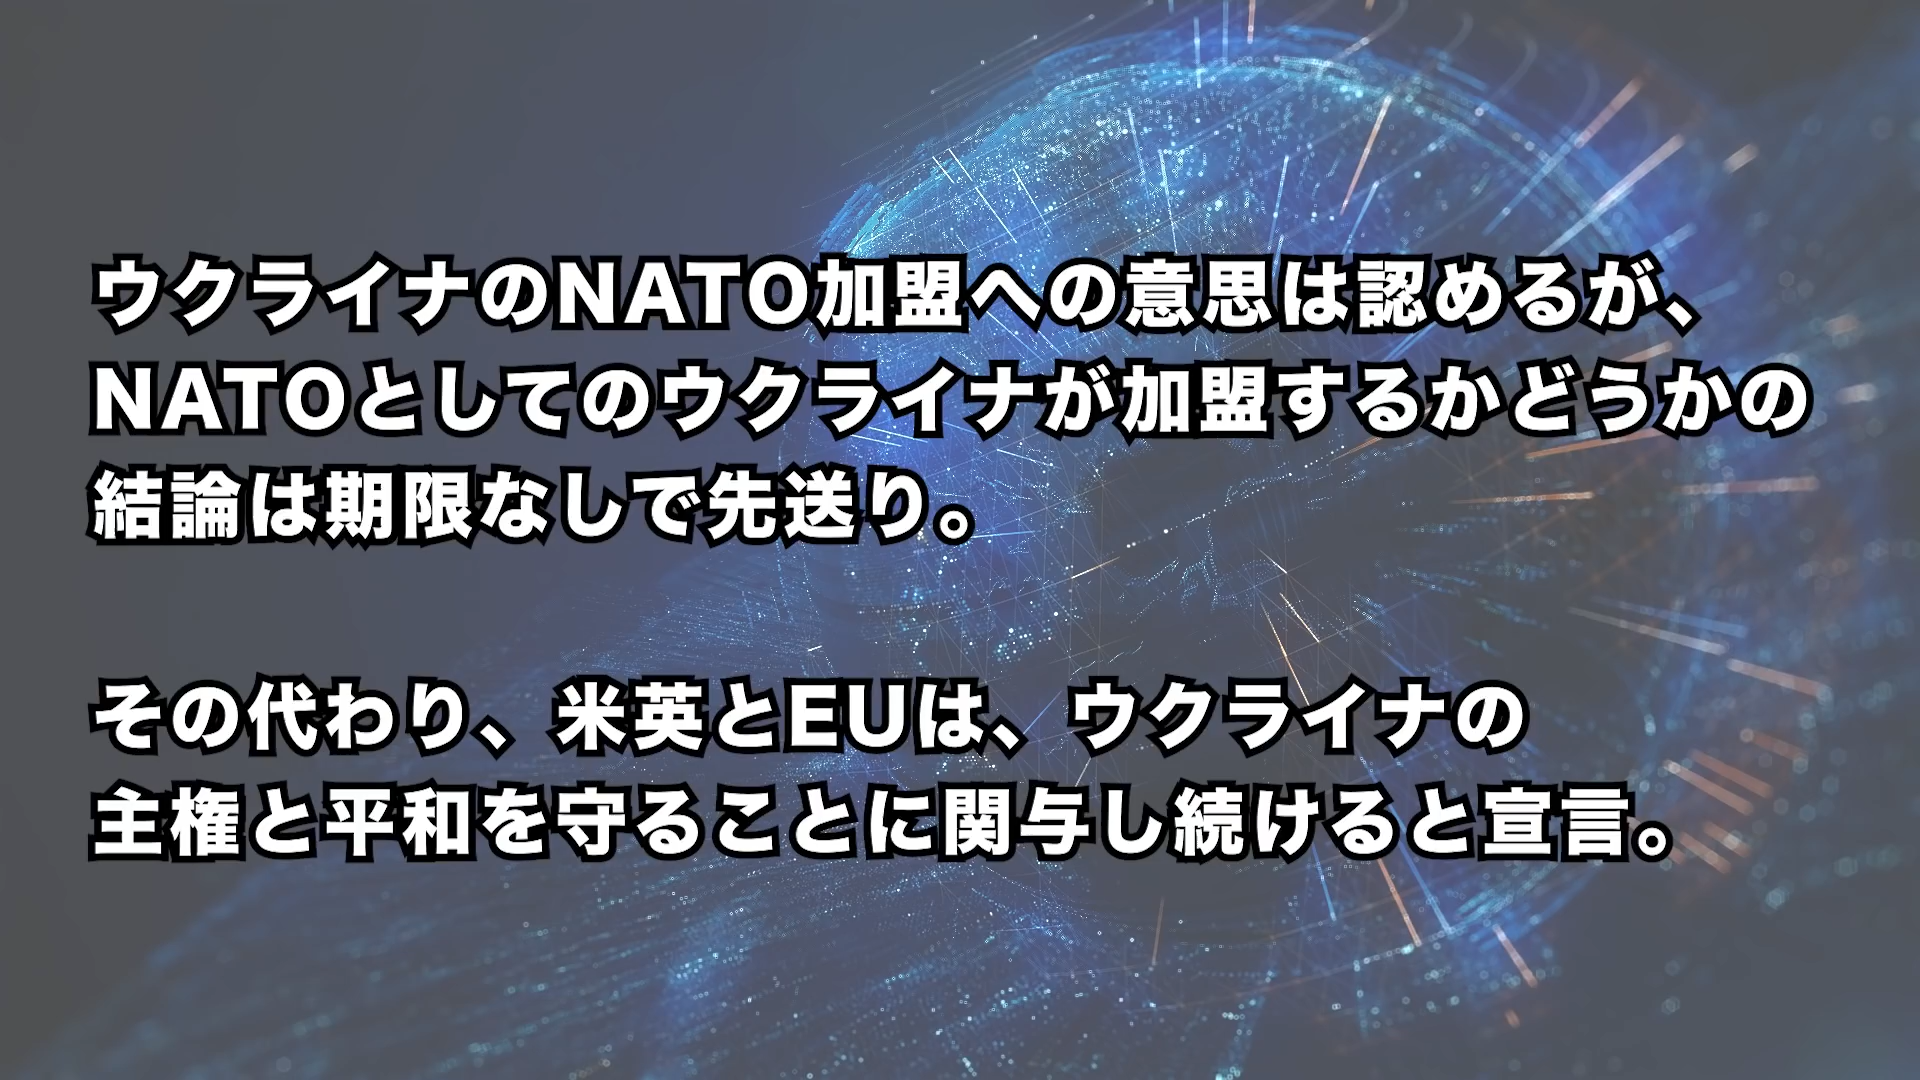 ウクライナのNATO加盟への意思は認めるが、
NATOとしてのウクライナが加盟するかどうかの
結論は期限なしで先送り。
その代わり、米英とEUは、ウクライナの
主権と平和を守ることに関与し続けると宣言。